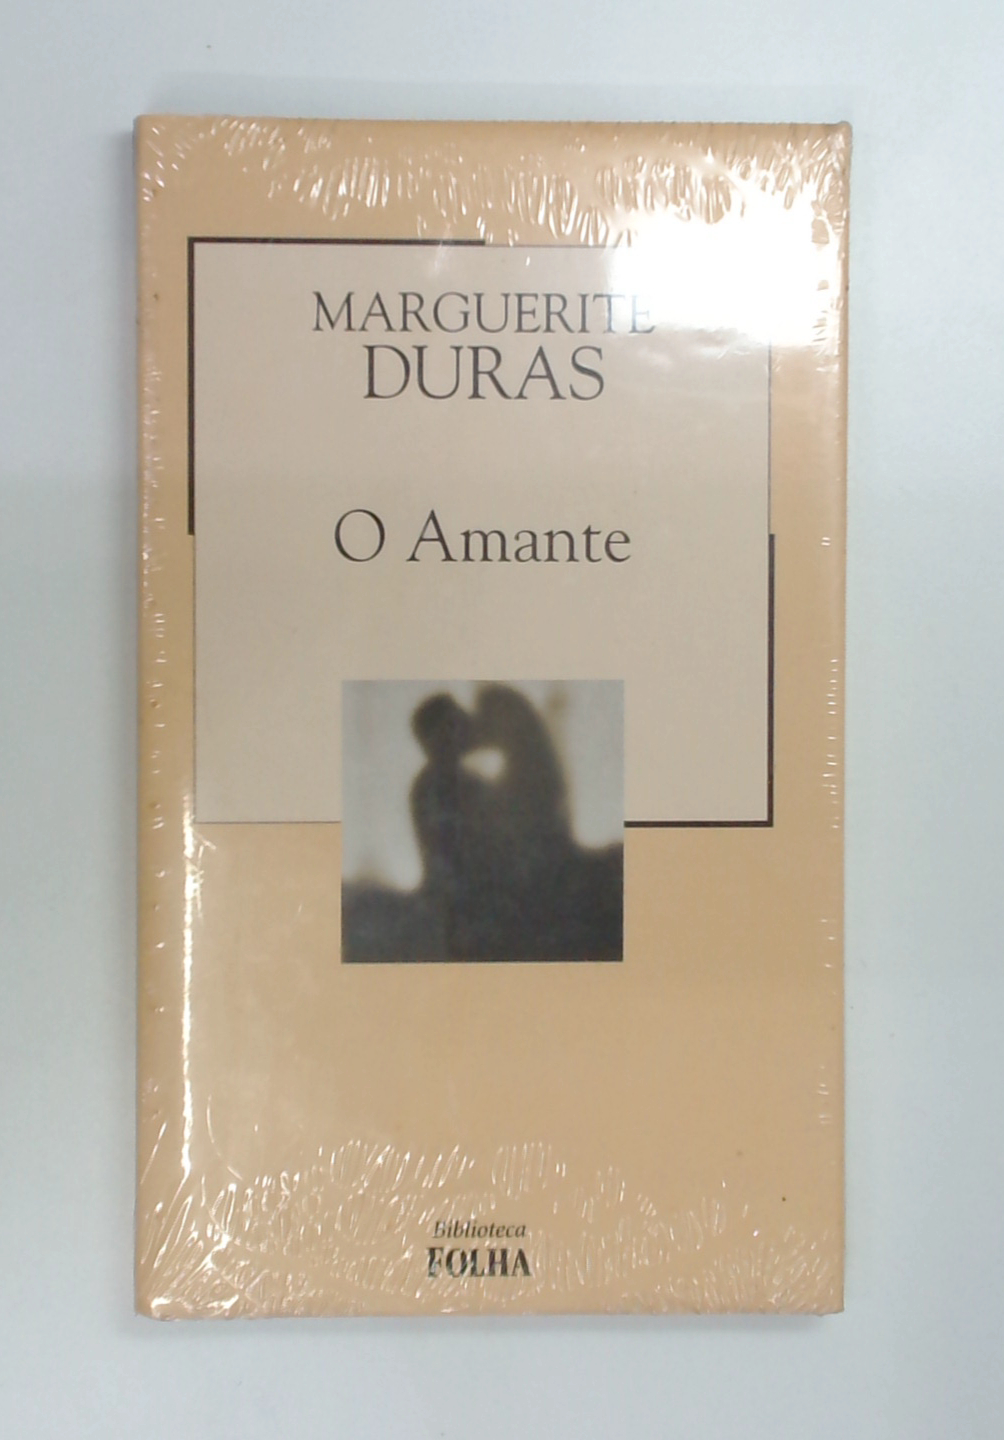 MARGUERITE
DURAS
O Amante
Biblioteca
FOLHA